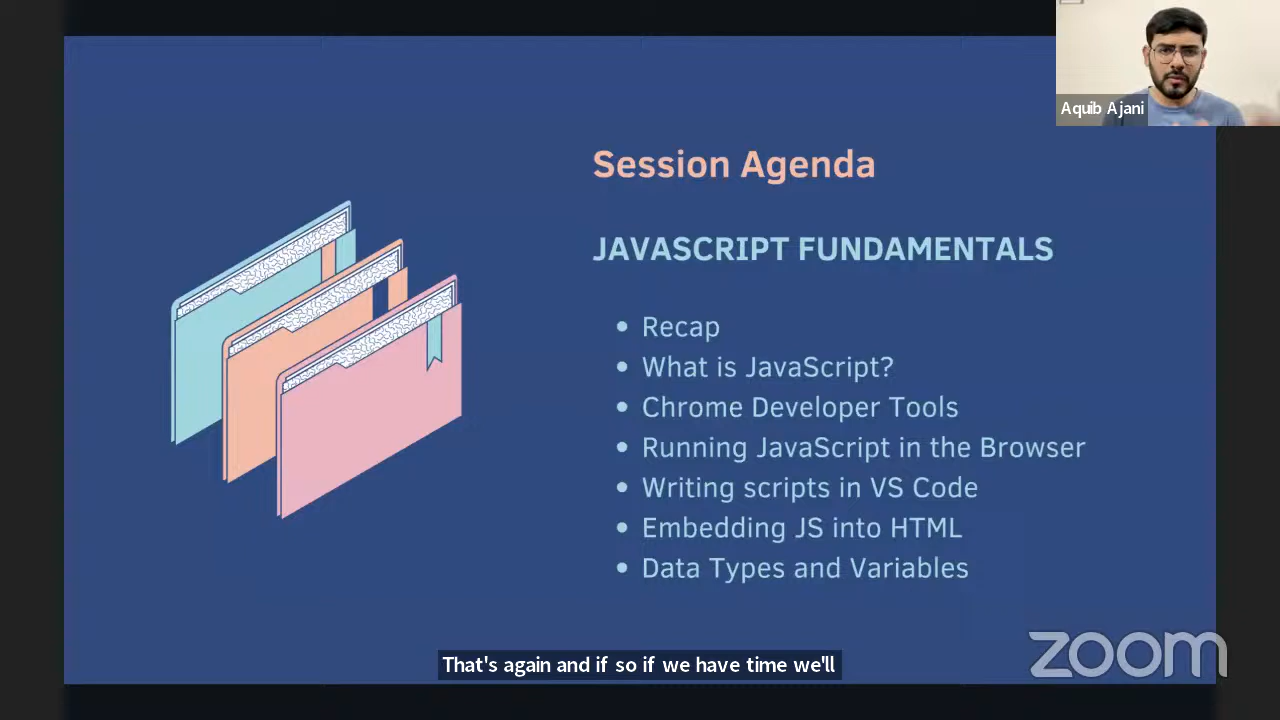 Aquib Ajani
Session Agenda
JAVASCRIPT FUNDAMENTALS
• Recap
• What is JavaScript?
• Chrome Developer Tools
• Running JavaScript in the Browser
• Writing scripts in VS Code
• Embedding JS into HTML
• Data Types and Variables
That's again and if so if we have time we'll
zoom